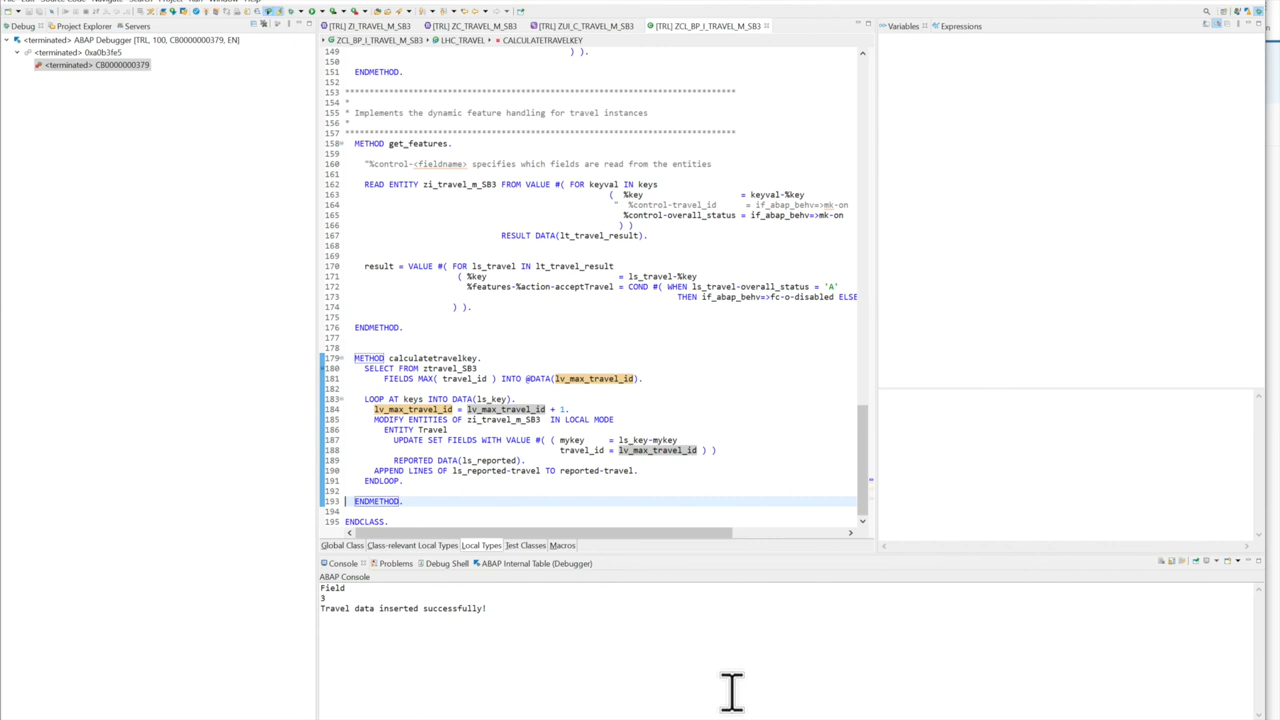 Debug
Project Explorer
Servers
<terminated> ABAP Debugger [TRL, 100, CB0000000379, EN]
<terminated> 0xa0b3fe5
<terminated> CB0000000379
[TRL] ZI_TRAVEL_M_SB3
[TRL] ZC_TRAVEL_M_SB3
[TRL] ZUI_C_TRAVEL_M_SB3
[TRL] ZCL_BP_I_TRAVEL_M_SB3
ZCL_BP_I_TRAVEL_M_SB3
LHC_TRAVEL
CALCULATETRAVELKEY
149 ) ).
150
151 ENDMETHOD.
152
153 ********************************************************************************
154 *
155 * Implements the dynamic feature handling for travel instances
156 *
157 ********************************************************************************
158 METHOD get_features.
159
160 "%control-<fieldname> specifies which fields are read from the entities
161
162 READ ENTITY zi_travel_m_SB3 FROM VALUE #( FOR keyval IN keys
163 ( %key = keyval-%key
164 " %control-travel_id = if_abap_behv=>mk-on
165 %control-overall_status = if_abap_behv=>mk-on
166 ) )
167 RESULT DATA(lt_travel_result).
168
169
170 result = VALUE #( FOR ls_travel IN lt_travel_result
171 ( %key = ls_travel-%key
172 %features-%action-acceptTravel = COND #( WHEN ls_travel-overall_status = 'A'
173 THEN if_abap_behv=>fc-o-disabled ELSE
174 ) ).
175
176 ENDMETHOD.
177
178
179 METHOD calculatetravelkey.
180 SELECT FROM ztravel_SB3
181 FIELDS MAX( travel_id ) INTO @DATA(lv_max_travel_id).
182
183 LOOP AT keys INTO DATA(ls_key).
184 lv_max_travel_id = lv_max_travel_id + 1.
185 MODIFY ENTITIES OF zi_travel_m_SB3 IN LOCAL MODE
186 ENTITY Travel
187 UPDATE SET FIELDS WITH VALUE #( ( mykey = ls_key-mykey
188 travel_id = lv_max_travel_id ) )
189 REPORTED DATA(ls_reported).
190 APPEND LINES OF ls_reported-travel TO reported-travel.
191 ENDLOOP.
192
193 ENDMETHOD.
194
195 ENDCLASS.
Global Class
Class-relevant Local Types
Local Types
Test Classes
Macros
Variables
Expressions
Console
Problems
Debug Shell
ABAP Internal Table (Debugger)
ABAP Console
Field
3
Travel data inserted successfully!